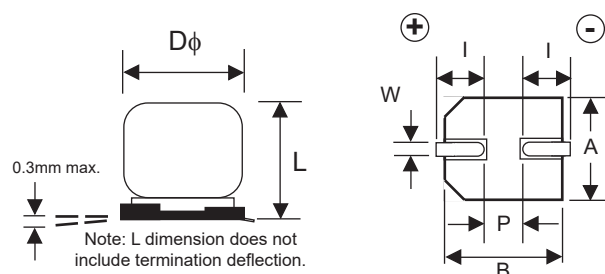 Dϕ
L
0.3mm max.
Note: L dimension does not
include termination deflection.
+
-
I
I
W
A
P
B